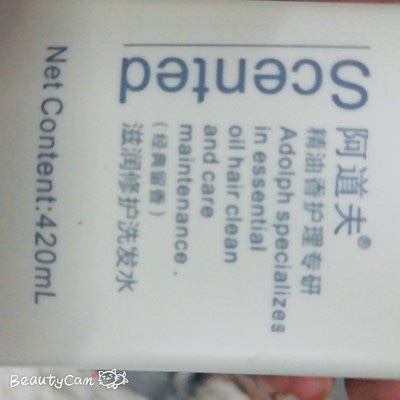 Scented
阿道夫®
精油香护理专研
Adolph specializes
in essential
oil hair clean
and care
maintenance.
(经典留香)
滋润修护洗发水
Net Content:420mL
BeautyCam